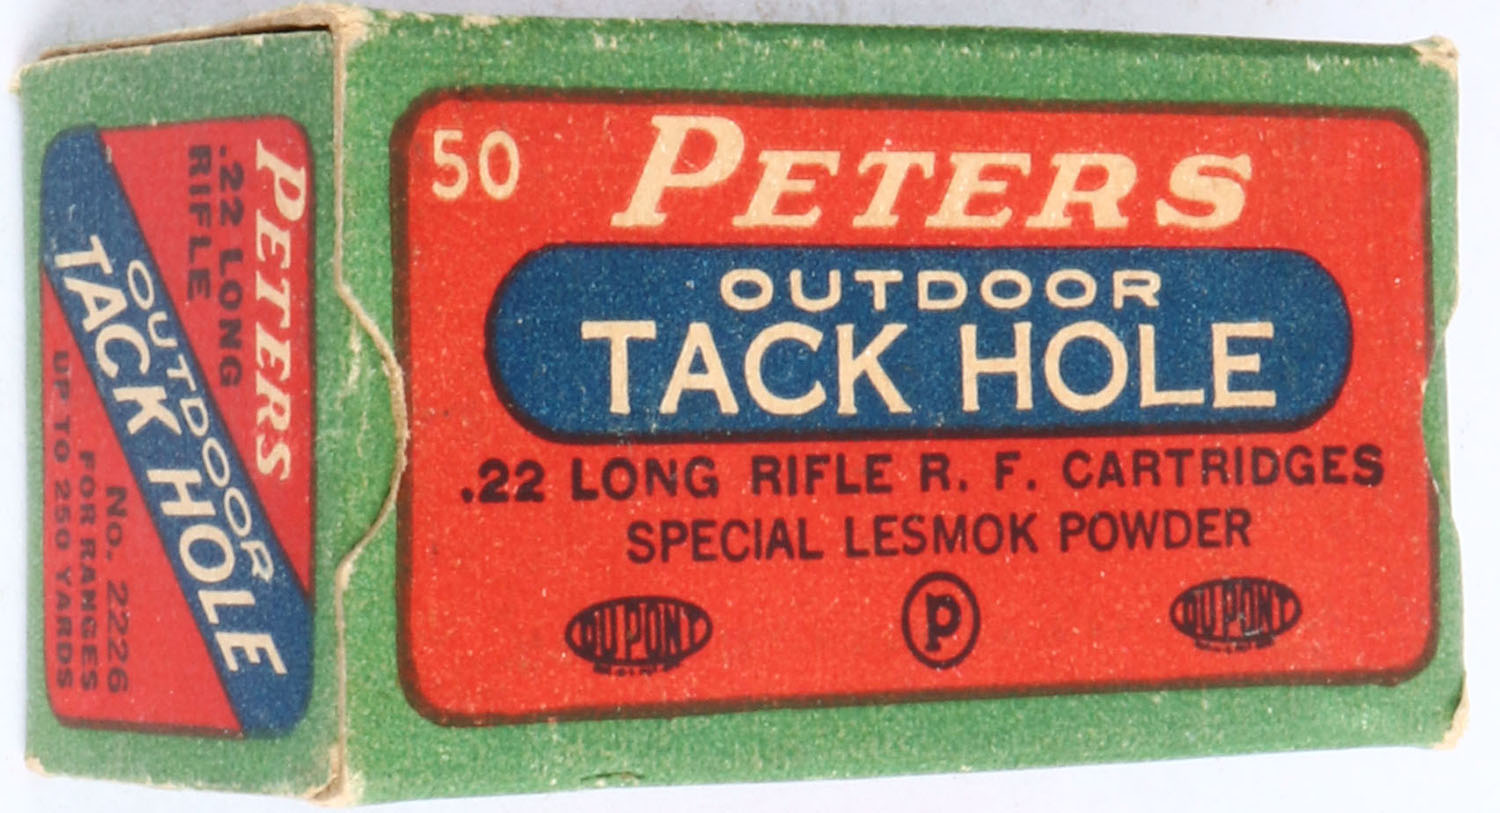 50
PETERS
OUTDOOR
TACK HOLE
.22 LONG RIFLE R. F. CARTRIDGES
SPECIAL LESMOK POWDER
DU PONT
P
DU PONT
PETERS
.22 LONG
RIFLE
OUTDOOR
TACK HOLE
No. 2226
FOR RANGES
UP TO 250 YARDS